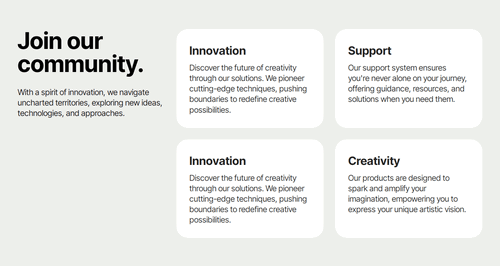 Join our
community.
With a spirit of innovation, we navigate
uncharted territories, exploring new ideas,
technologies, and approaches.
Innovation
Discover the future of creativity
through our solutions. We pioneer
cutting-edge techniques, pushing
boundaries to redefine creative
possibilities.
Support
Our support system ensures
you're never alone on your journey,
offering guidance, resources, and
solutions when you need them.
Innovation
Discover the future of creativity
through our solutions. We pioneer
cutting-edge techniques, pushing
boundaries to redefine creative
possibilities.
Creativity
Our products are designed to
spark and amplify your
imagination, empowering you to
express your unique artistic vision.